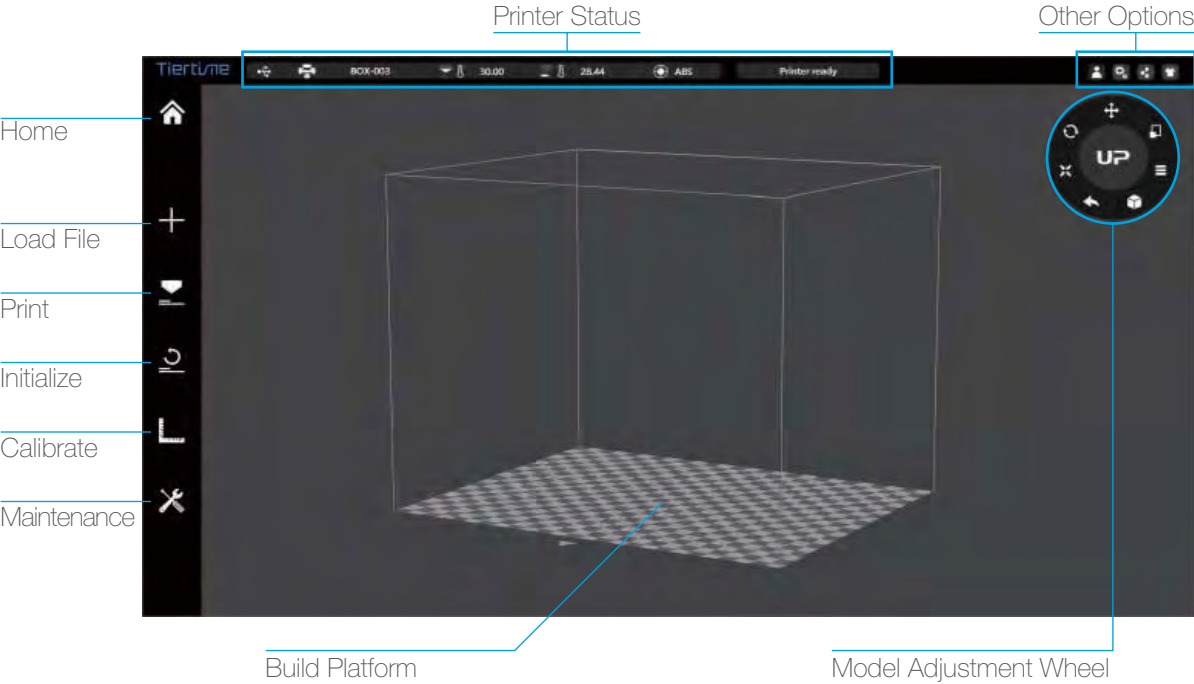 Printer Status
Other Options
Tiertime
BOX-003
30.00
28.44
ABS
Printer ready
UP
Home
Load File
Print
Initialize
Calibrate
Maintenance
Build Platform
Model Adjustment Wheel